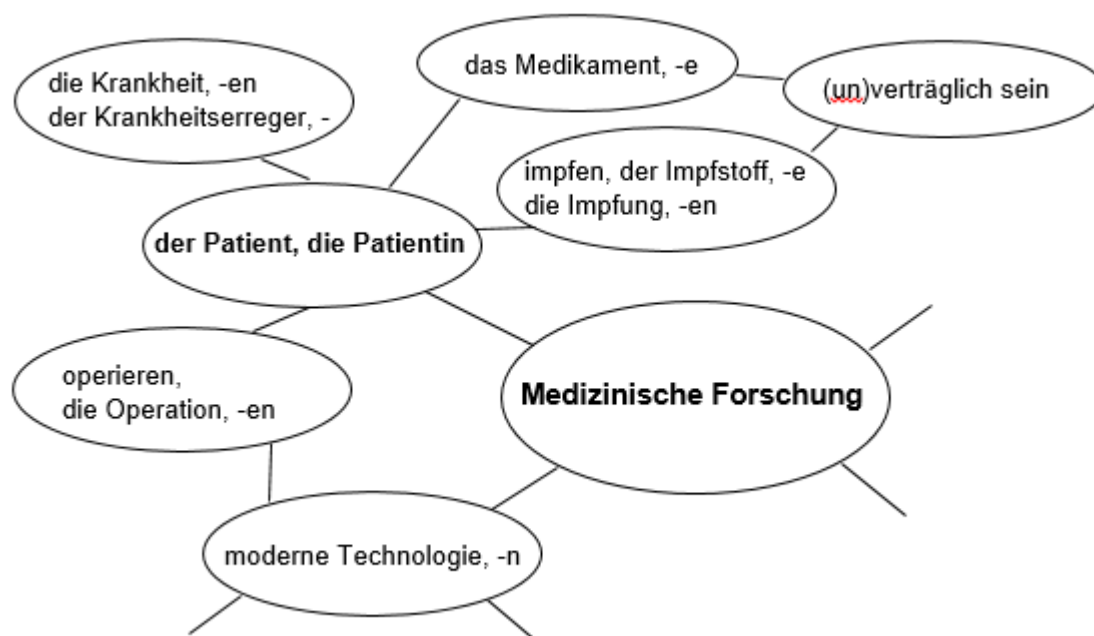 die Krankheit, -en
der Krankheitserreger, -
das Medikament, -e
(un)verträglich sein
impfen, der Impfstoff, -e
die Impfung, -en
der Patient, die Patientin
operieren,
die Operation, -en
Medizinische Forschung
moderne Technologie, -n